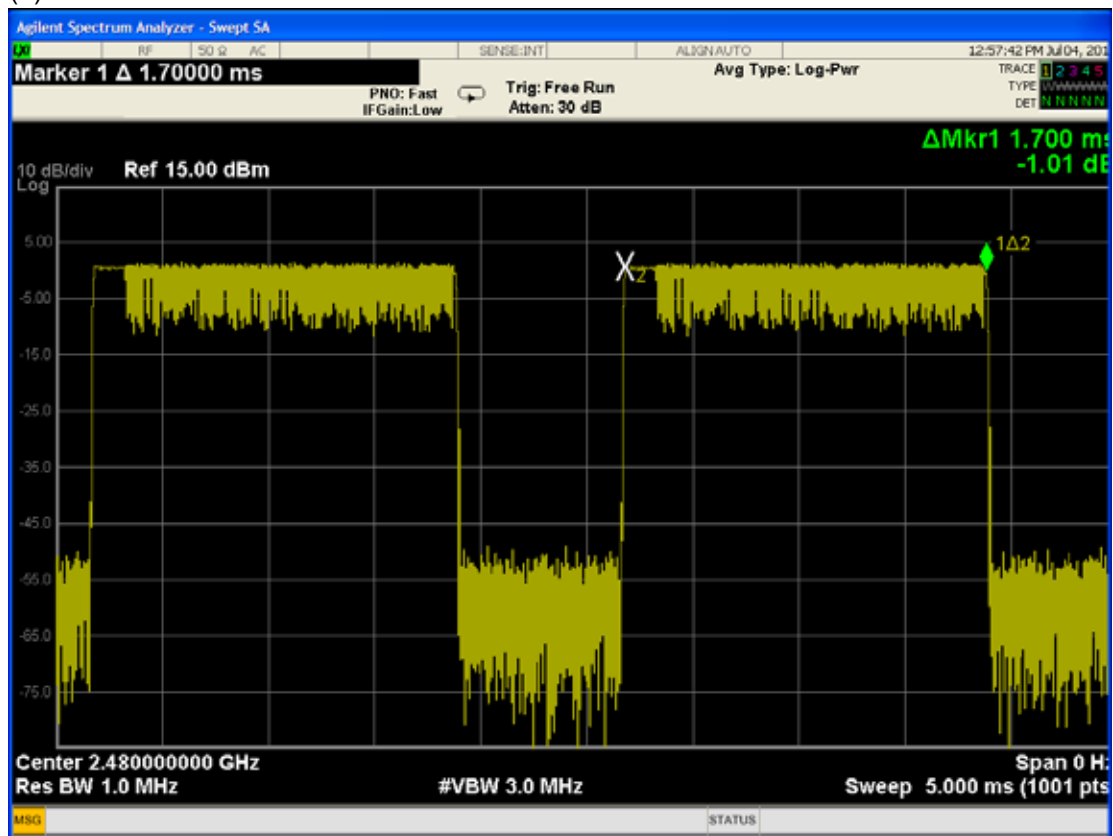 Agilent Spectrum Analyzer - Swept SA
RF 50 Ω AC SENSE:INT ALIGN AUTO 12:57:42 PM Jul 04, 201
Marker 1 Δ 1.70000 ms
PNO: Fast
IFGain:Low
Trig: Free Run
Atten: 30 dB
Avg Type: Log-Pwr
TRACE 1 2 3 4 5
TYPE
DET N N N N N
ΔMkr1 1.700 m
-1.01 d
10 dB/div Ref 15.00 dBm
Log
5.00
-5.00
-15.0
-25.0
-35.0
-45.0
-55.0
-65.0
-75.0
X2
1Δ2
Center 2.480000000 GHz Span 0 H
Res BW 1.0 MHz #VBW 3.0 MHz Sweep 5.000 ms (1001 pts
MSG STATUS